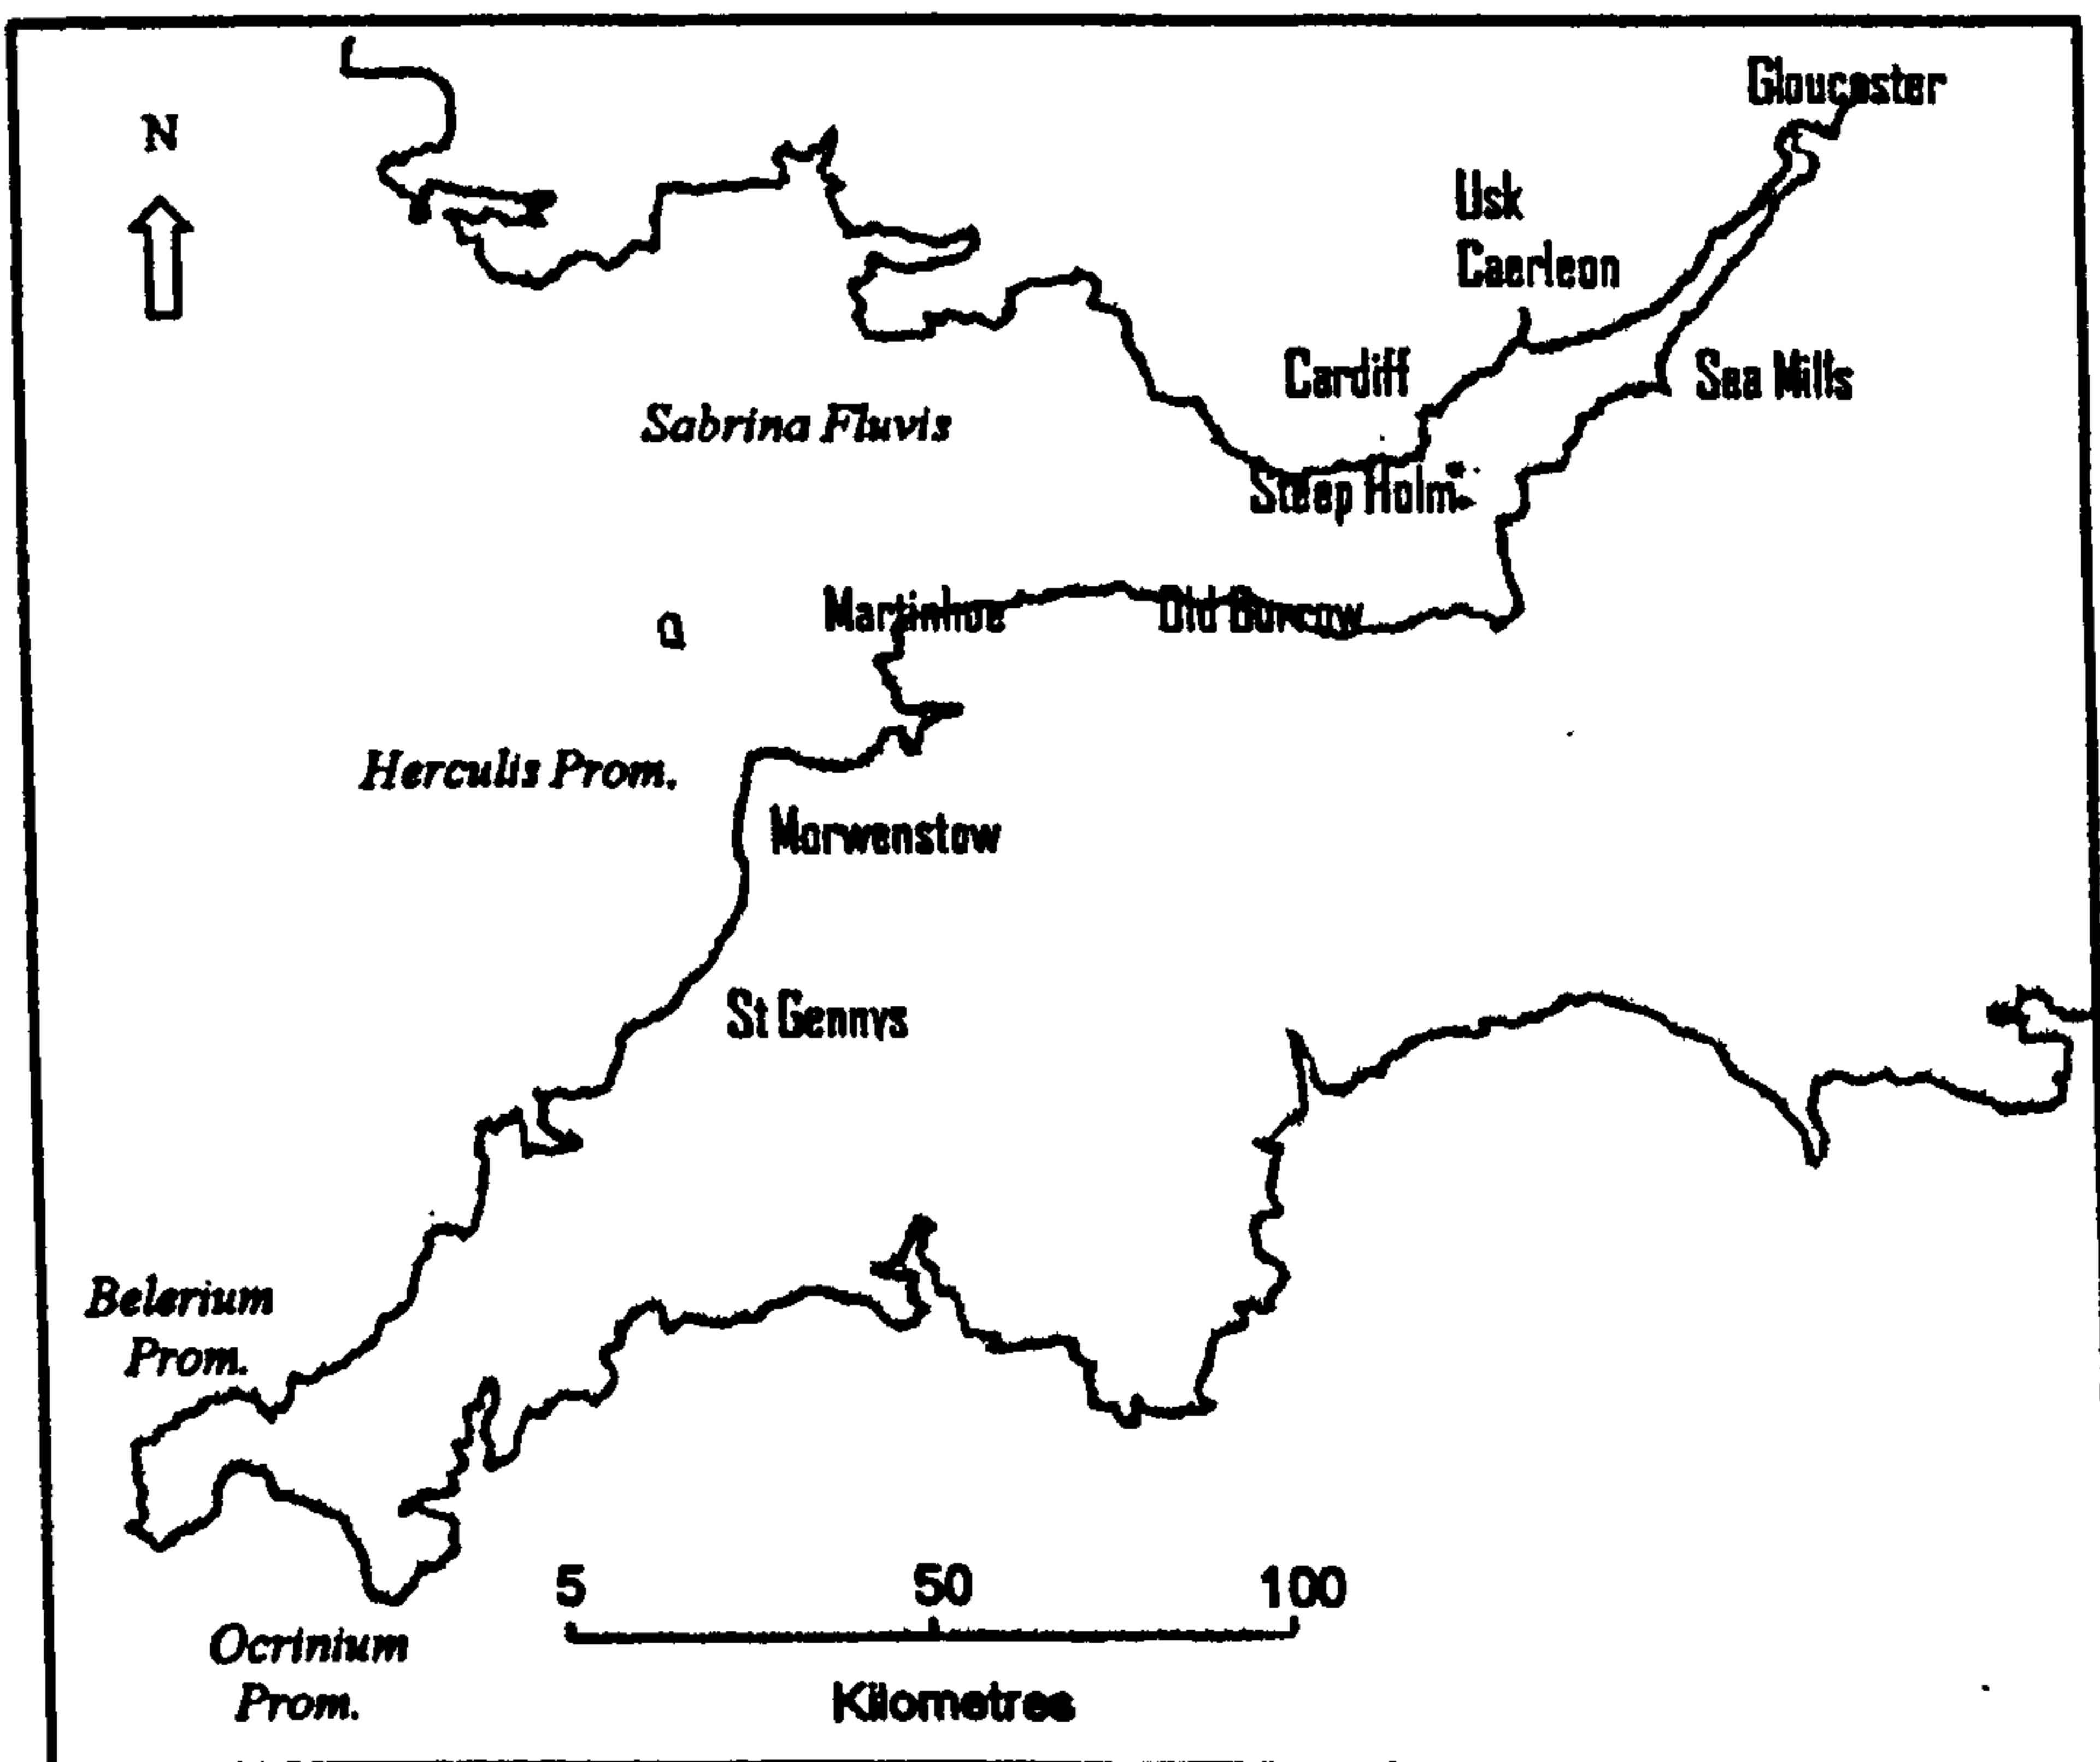 Gloucester
N
Usk
Caerleon
Cardiff
Sea Mills
Sabrina Fluvis
Steep Holm
Martinhoe
Old Burrow
Herculis Prom.
Morwenstow
St Gennys
Belerium
Prom.
5 50 100
Ocrinium
Prom.
Kilometres